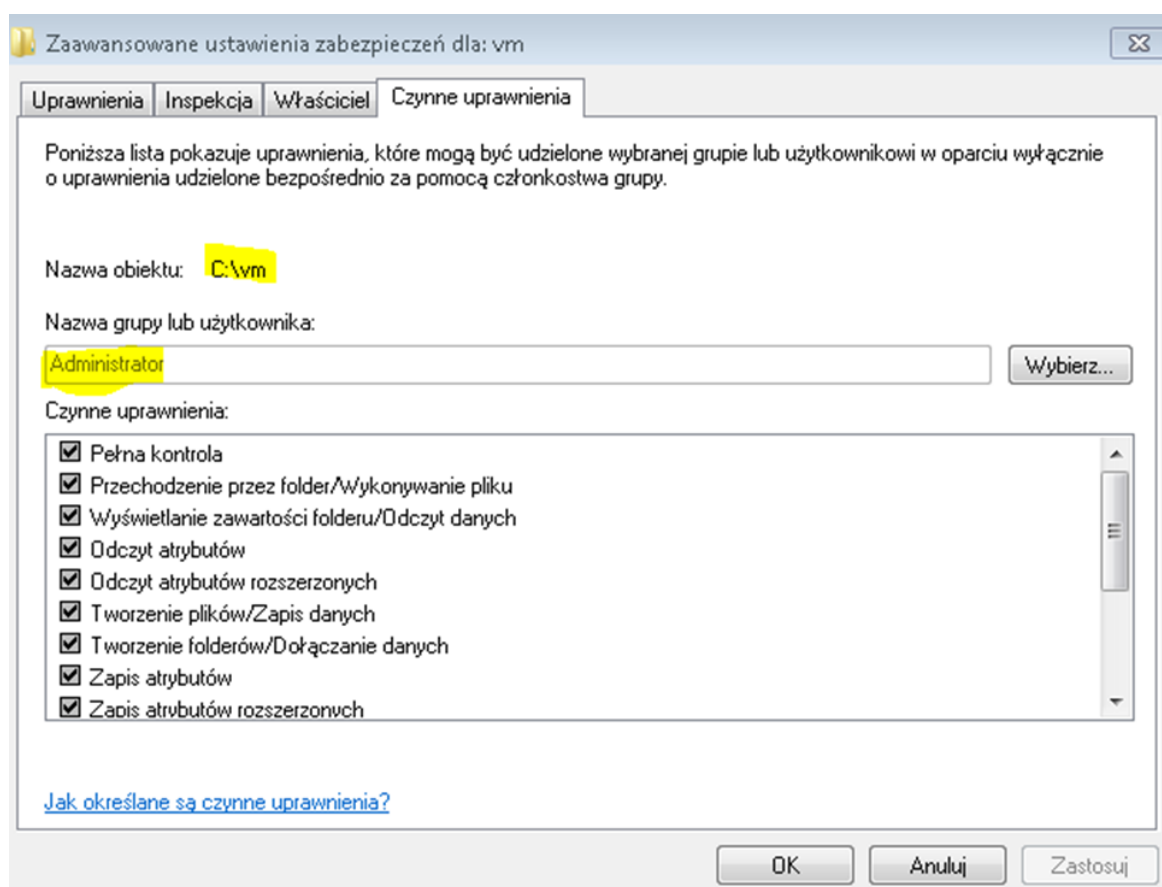 Zaawansowane ustawienia zabezpieczeń dla: vm
Uprawnienia Inspekcja Właściciel Czynne uprawnienia
Poniższa lista pokazuje uprawnienia, które mogą być udzielone wybranej grupie lub użytkownikowi w oparciu wyłącznie
o uprawnienia udzielone bezpośrednio za pomocą członkostwa grupy.
Nazwa obiektu: C:\vm
Nazwa grupy lub użytkownika:
Administrator Wybierz...
Czynne uprawnienia:
Pełna kontrola
Przechodzenie przez folder/Wykonywanie pliku
Wyświetlanie zawartości folderu/Odczyt danych
Odczyt atrybutów
Odczyt atrybutów rozszerzonych
Tworzenie plików/Zapis danych
Tworzenie folderów/Dołączanie danych
Zapis atrybutów
Zapis atrybutów rozszerzonych
Jak określane są czynne uprawnienia?
OK Anuluj Zastosuj